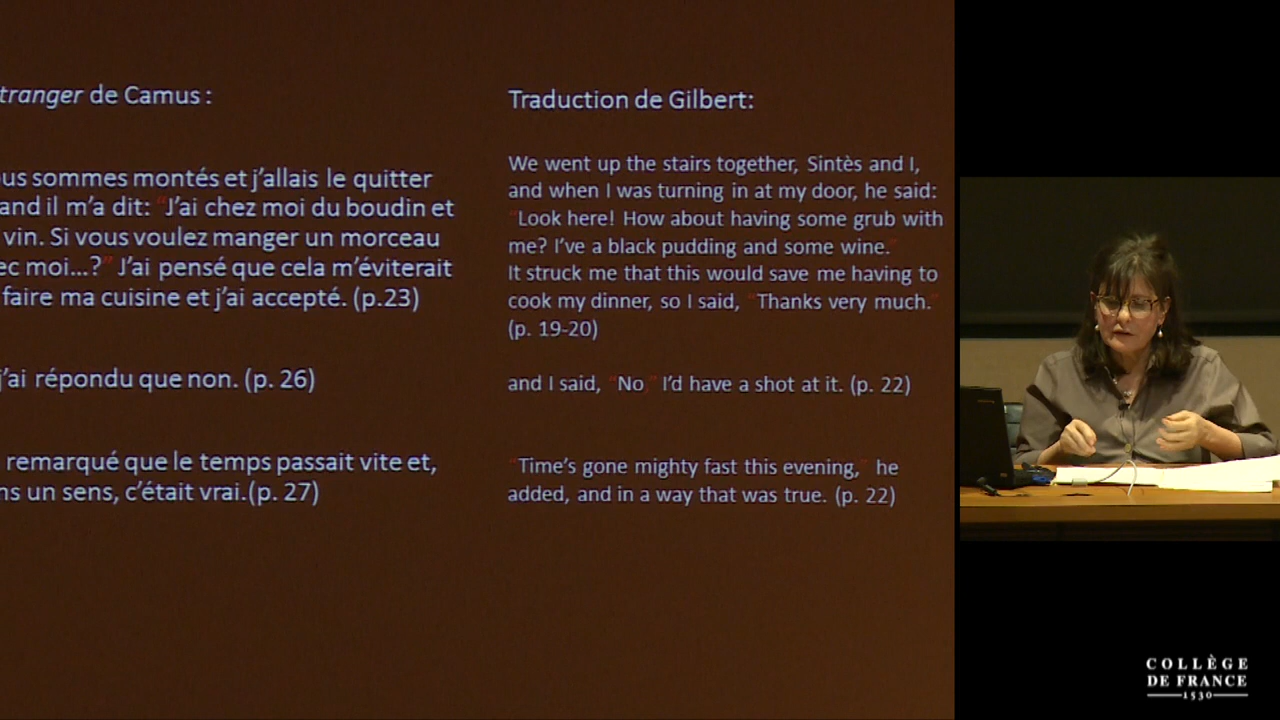 tranger de Camus :
us sommes montés et j’allais le quitter
and il m’a dit: “J’ai chez moi du boudin et
vin. Si vous voulez manger un morceau
ec moi...?” J’ai pensé que cela m’éviterait
faire ma cuisine et j’ai accepté. (p.23)
j’ai répondu que non. (p. 26)
remarqué que le temps passait vite et,
ns un sens, c’était vrai.(p. 27)
Traduction de Gilbert:
We went up the stairs together, Sintès and I,
and when I was turning in at my door, he said:
“Look here! How about having some grub with
me? I’ve a black pudding and some wine.”
It struck me that this would save me having to
cook my dinner, so I said, “Thanks very much.”
(p. 19-20)
and I said, “No,” I’d have a shot at it. (p. 22)
“Time’s gone mighty fast this evening,” he
added, and in a way that was true. (p. 22)
COLLÈGE
DE FRANCE
1530